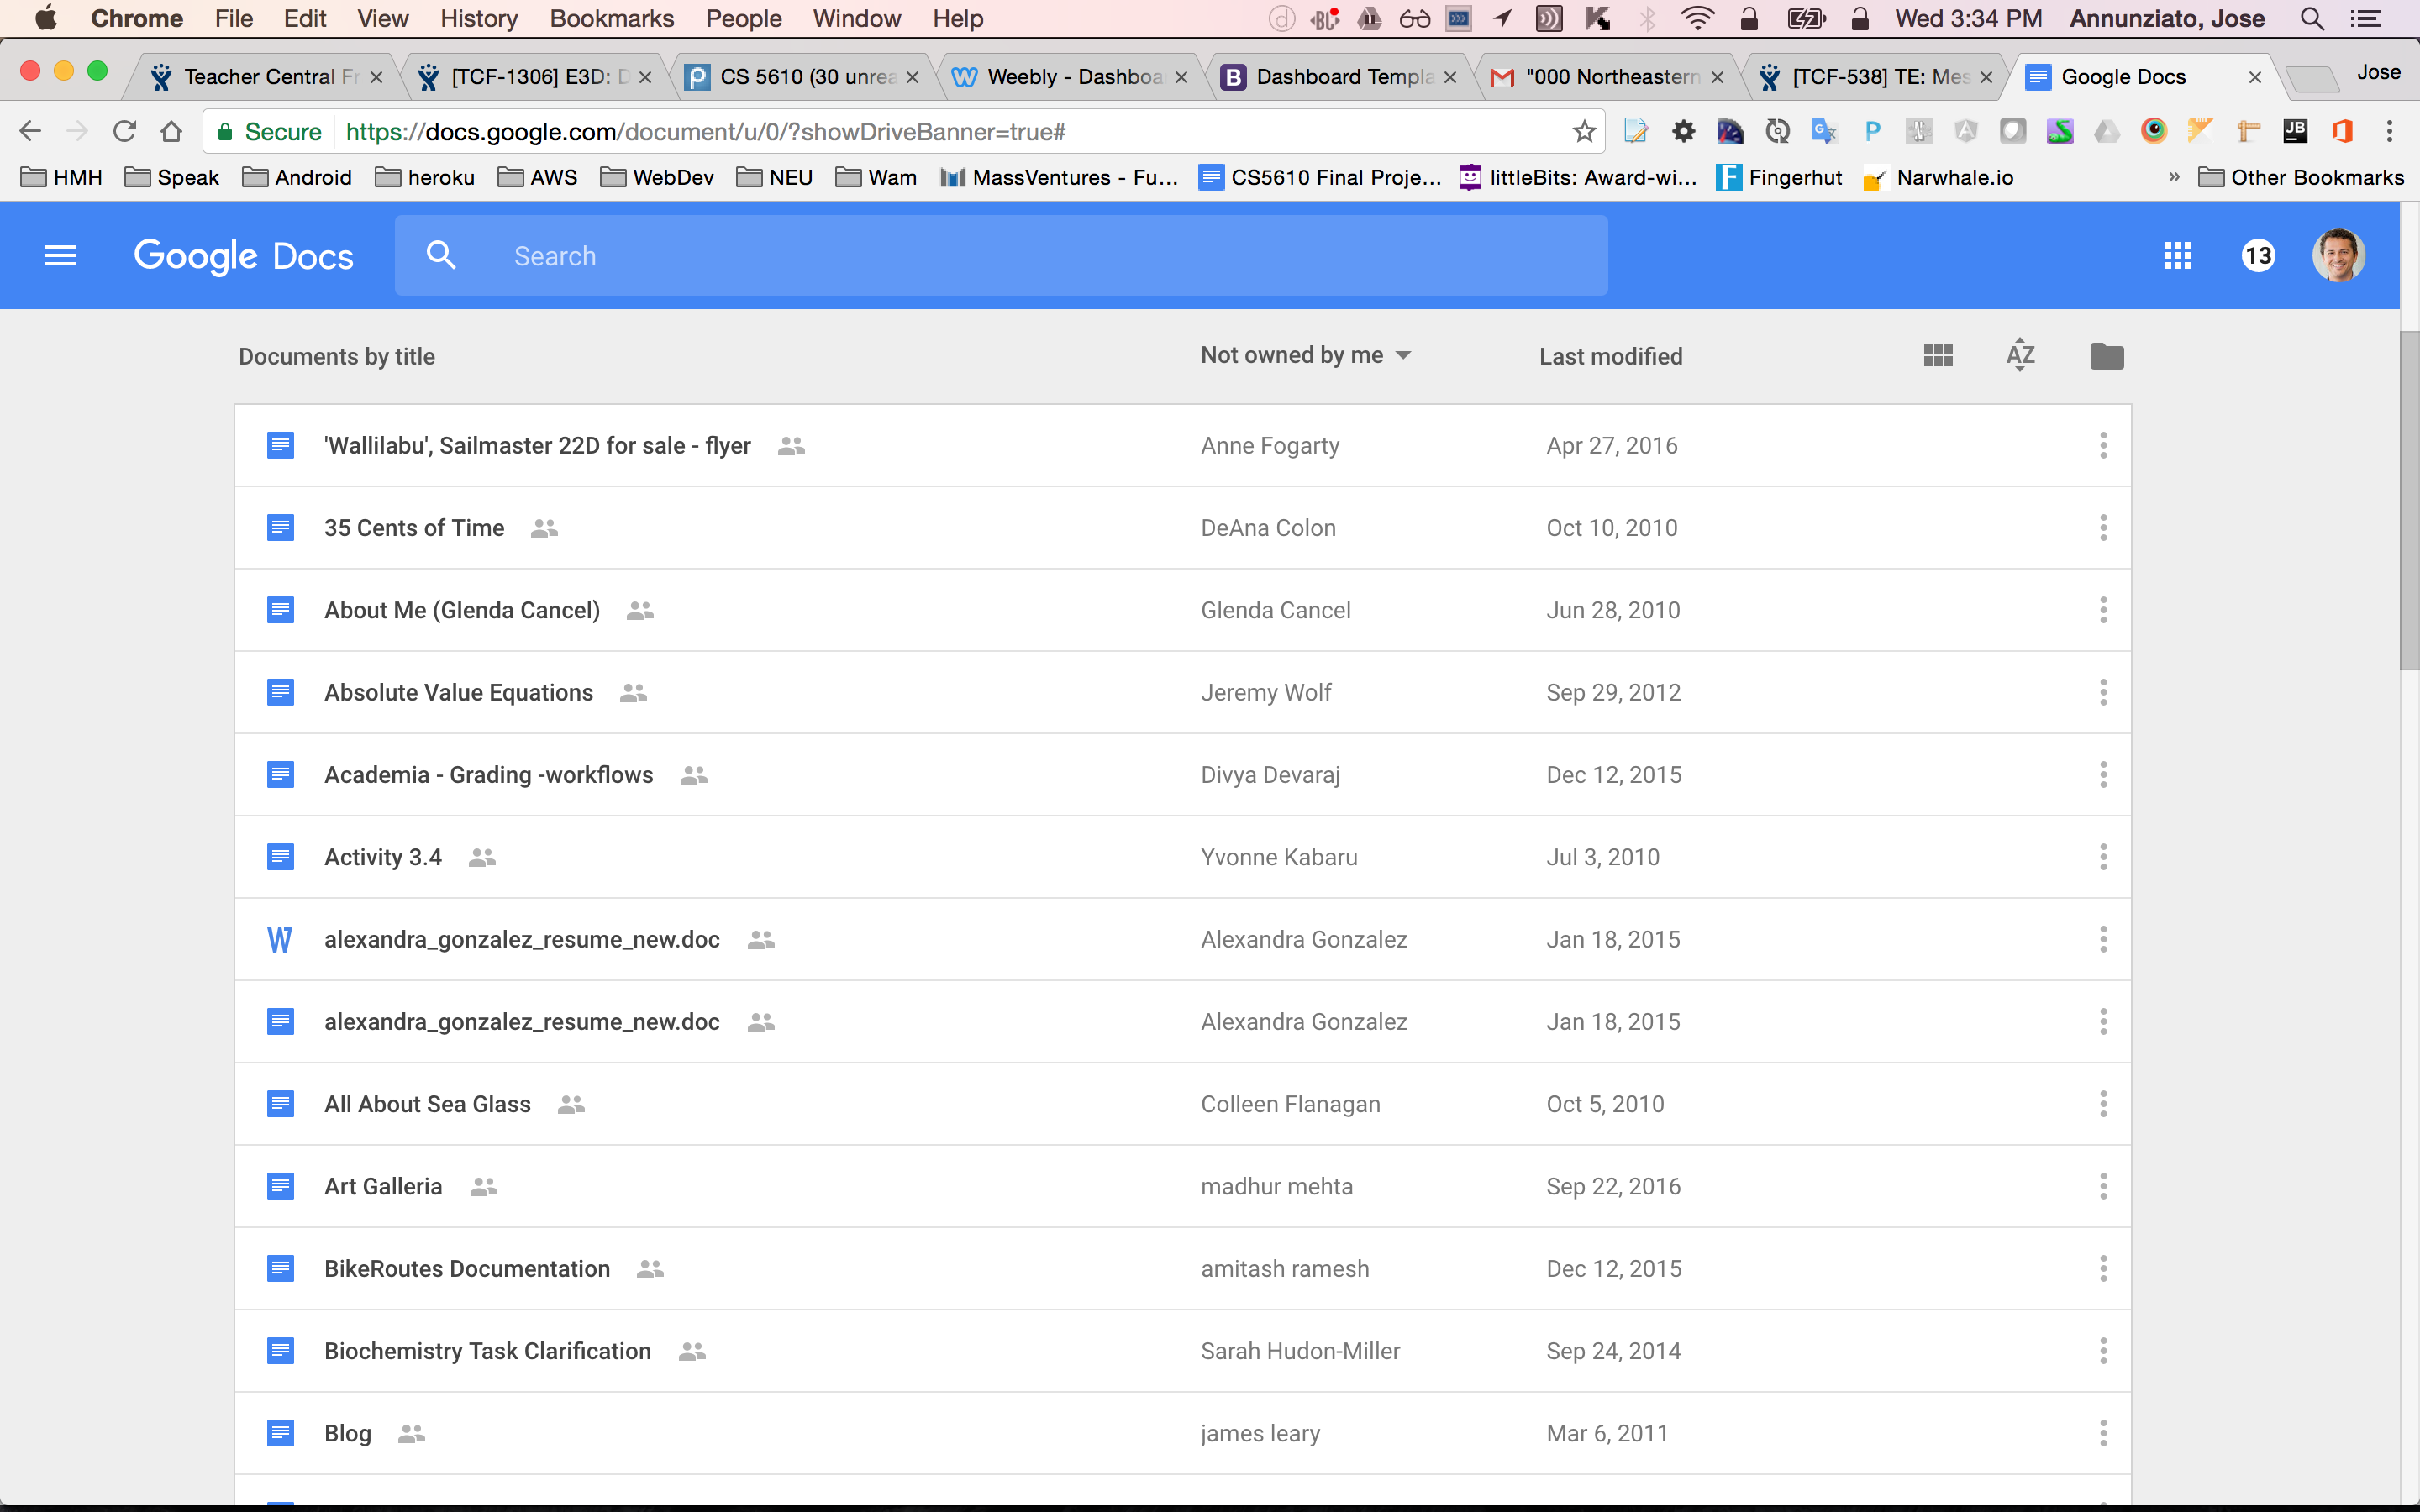 Chrome File Edit View History Bookmarks People Window Help Wed 3:34 PM Annunziato, Jose
Teacher Central Fr [TCF-1306] E3D: D CS 5610 (30 unrea Weebly - Dashboa Dashboard Templa "000 Northeastern [TCF-538] TE: Mes Google Docs Jose
Secure https://docs.google.com/document/u/0/?showDriveBanner=true#
HMH Speak Android heroku AWS WebDev NEU Wam MassVentures - Fu... CS5610 Final Proje... littleBits: Award-wi... Fingerhut Narwhale.io » Other Bookmarks
Google Docs Search 13
Documents by title Not owned by me Last modified AZ
'Wallilabu', Sailmaster 22D for sale - flyer Anne Fogarty Apr 27, 2016
35 Cents of Time DeAna Colon Oct 10, 2010
About Me (Glenda Cancel) Glenda Cancel Jun 28, 2010
Absolute Value Equations Jeremy Wolf Sep 29, 2012
Academia - Grading -workflows Divya Devaraj Dec 12, 2015
Activity 3.4 Yvonne Kabaru Jul 3, 2010
alexandra_gonzalez_resume_new.doc Alexandra Gonzalez Jan 18, 2015
alexandra_gonzalez_resume_new.doc Alexandra Gonzalez Jan 18, 2015
All About Sea Glass Colleen Flanagan Oct 5, 2010
Art Galleria madhur mehta Sep 22, 2016
BikeRoutes Documentation amitash ramesh Dec 12, 2015
Biochemistry Task Clarification Sarah Hudon-Miller Sep 24, 2014
Blog james leary Mar 6, 2011